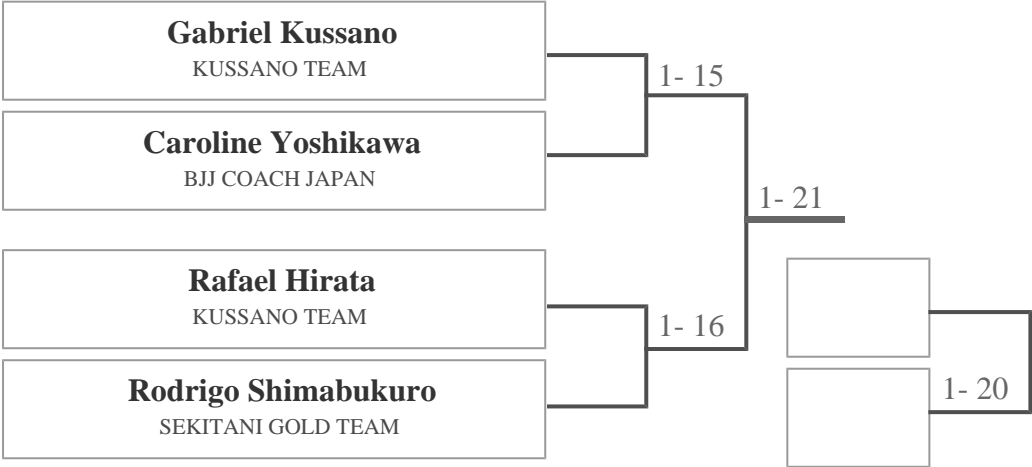 Gabriel Kussano
KUSSANO TEAM
1- 15
Caroline Yoshikawa
BJJ COACH JAPAN
1- 21
Rafael Hirata
KUSSANO TEAM
1- 16
Rodrigo Shimabukuro
SEKITANI GOLD TEAM
1- 20